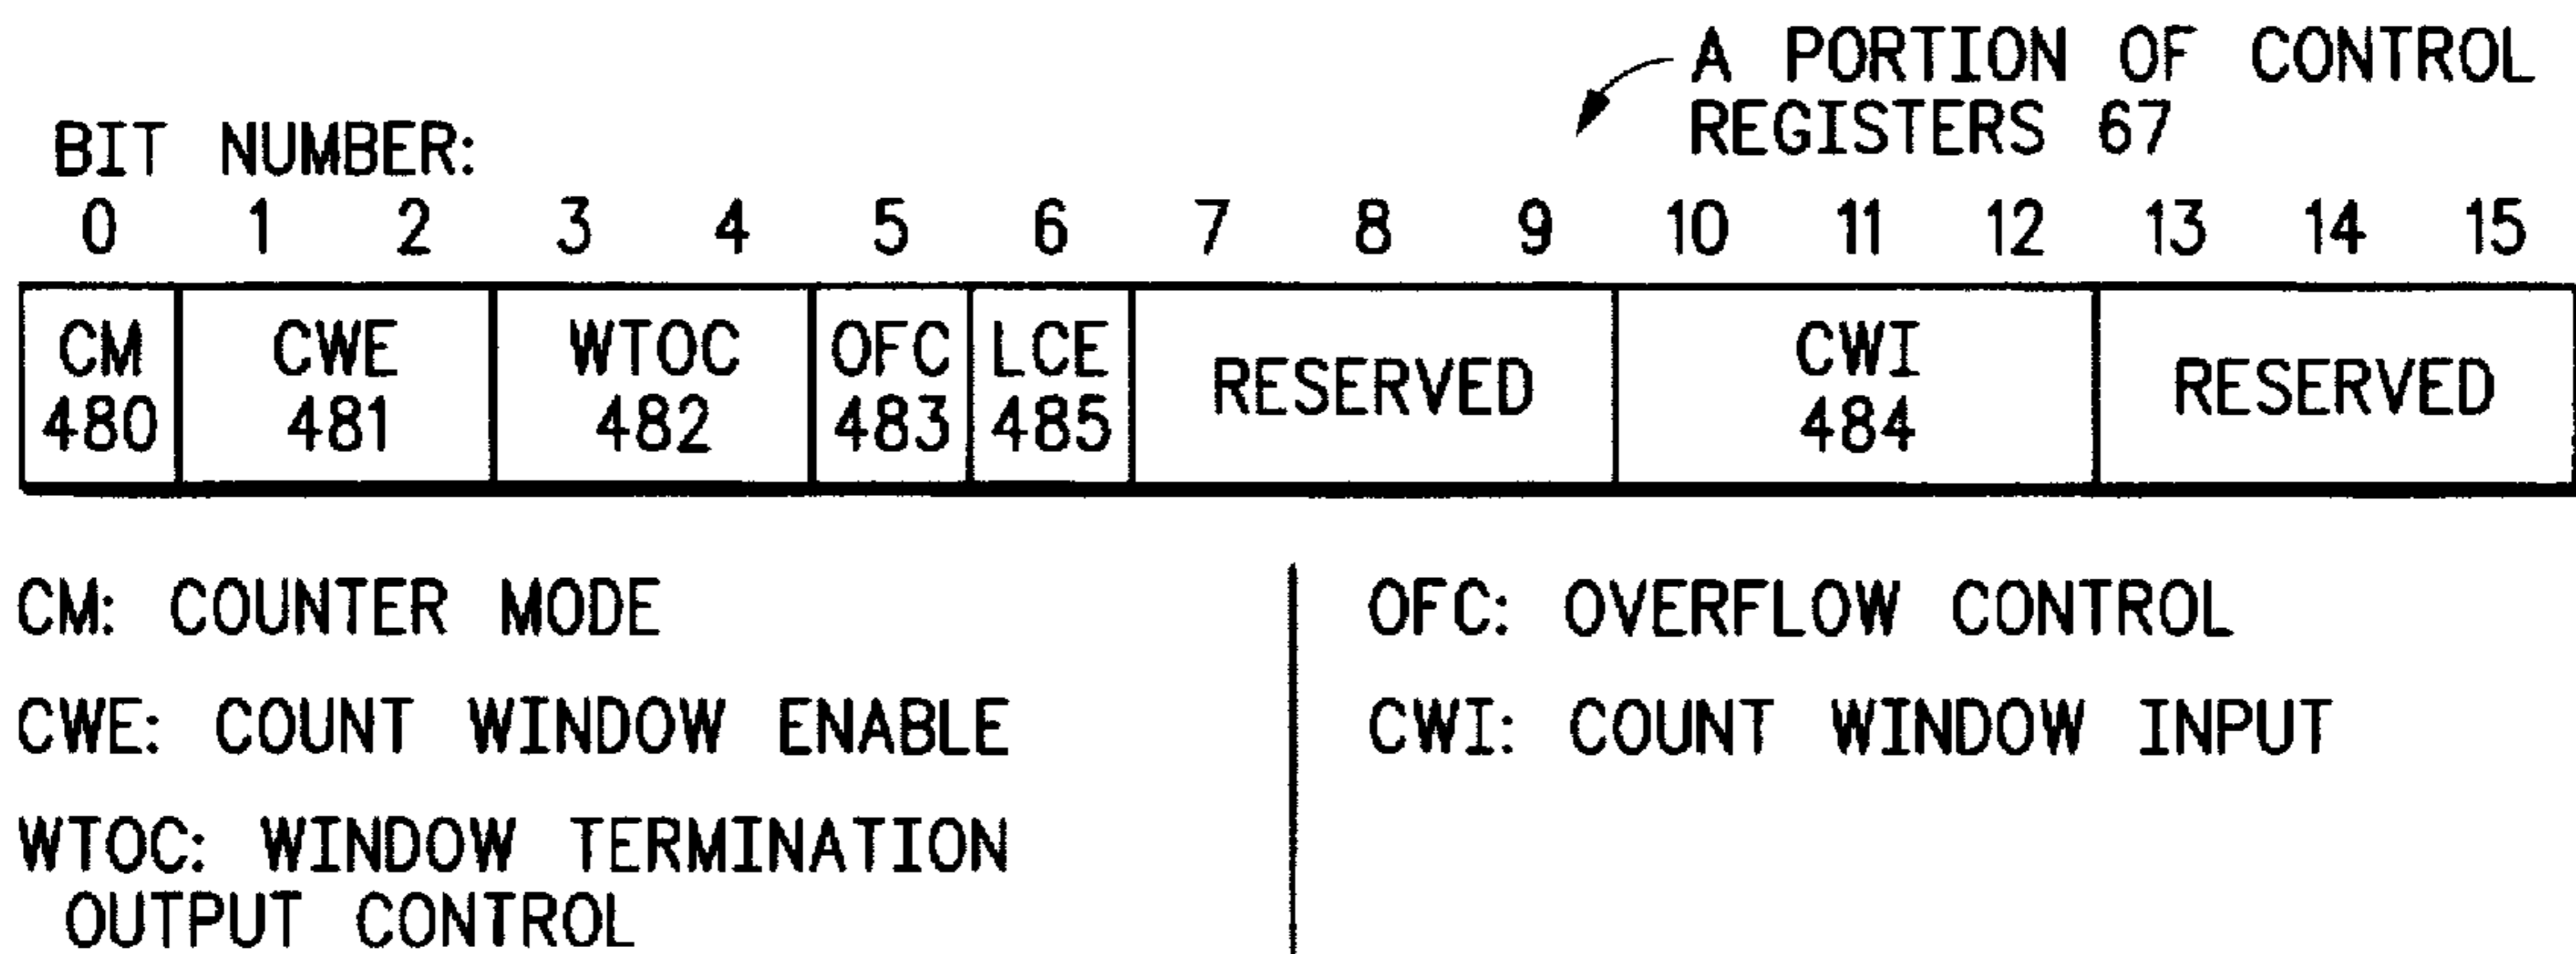 A PORTION OF CONTROL
REGISTERS 67
BIT NUMBER:
0 1 2 3 4 5 6 7 8 9 10 11 12 13 14 15
CM CWE WTOC OFC LCE RESERVED CWI RESERVED
480 481 482 483 485 484
CM: COUNTER MODE
CWE: COUNT WINDOW ENABLE
WTOC: WINDOW TERMINATION
OUTPUT CONTROL
OFC: OVERFLOW CONTROL
CWI: COUNT WINDOW INPUT